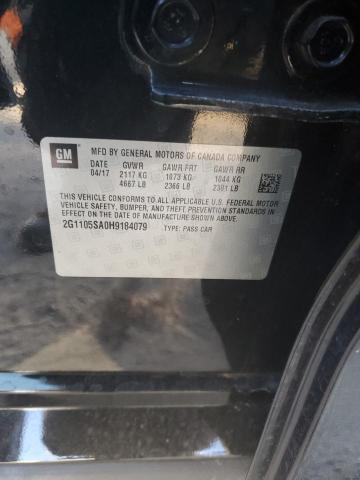 GM
MFD BY GENERAL MOTORS OF CANADA COMPANY
DATE GVWR GAWR FRT GAWR RR
04/17 2117 KG 1073 KG 1044 KG
4667 LB 2366 LB 2301 LB
THIS VEHICLE CONFORMS TO ALL APPLICABLE U.S. FEDERAL MOTOR
VEHICLE SAFETY, BUMPER, AND THEFT PREVENTION STANDARDS IN
EFFECT ON THE DATE OF MANUFACTURE SHOWN ABOVE.
2G1105SA0H9184079 TYPE: PASS CAR